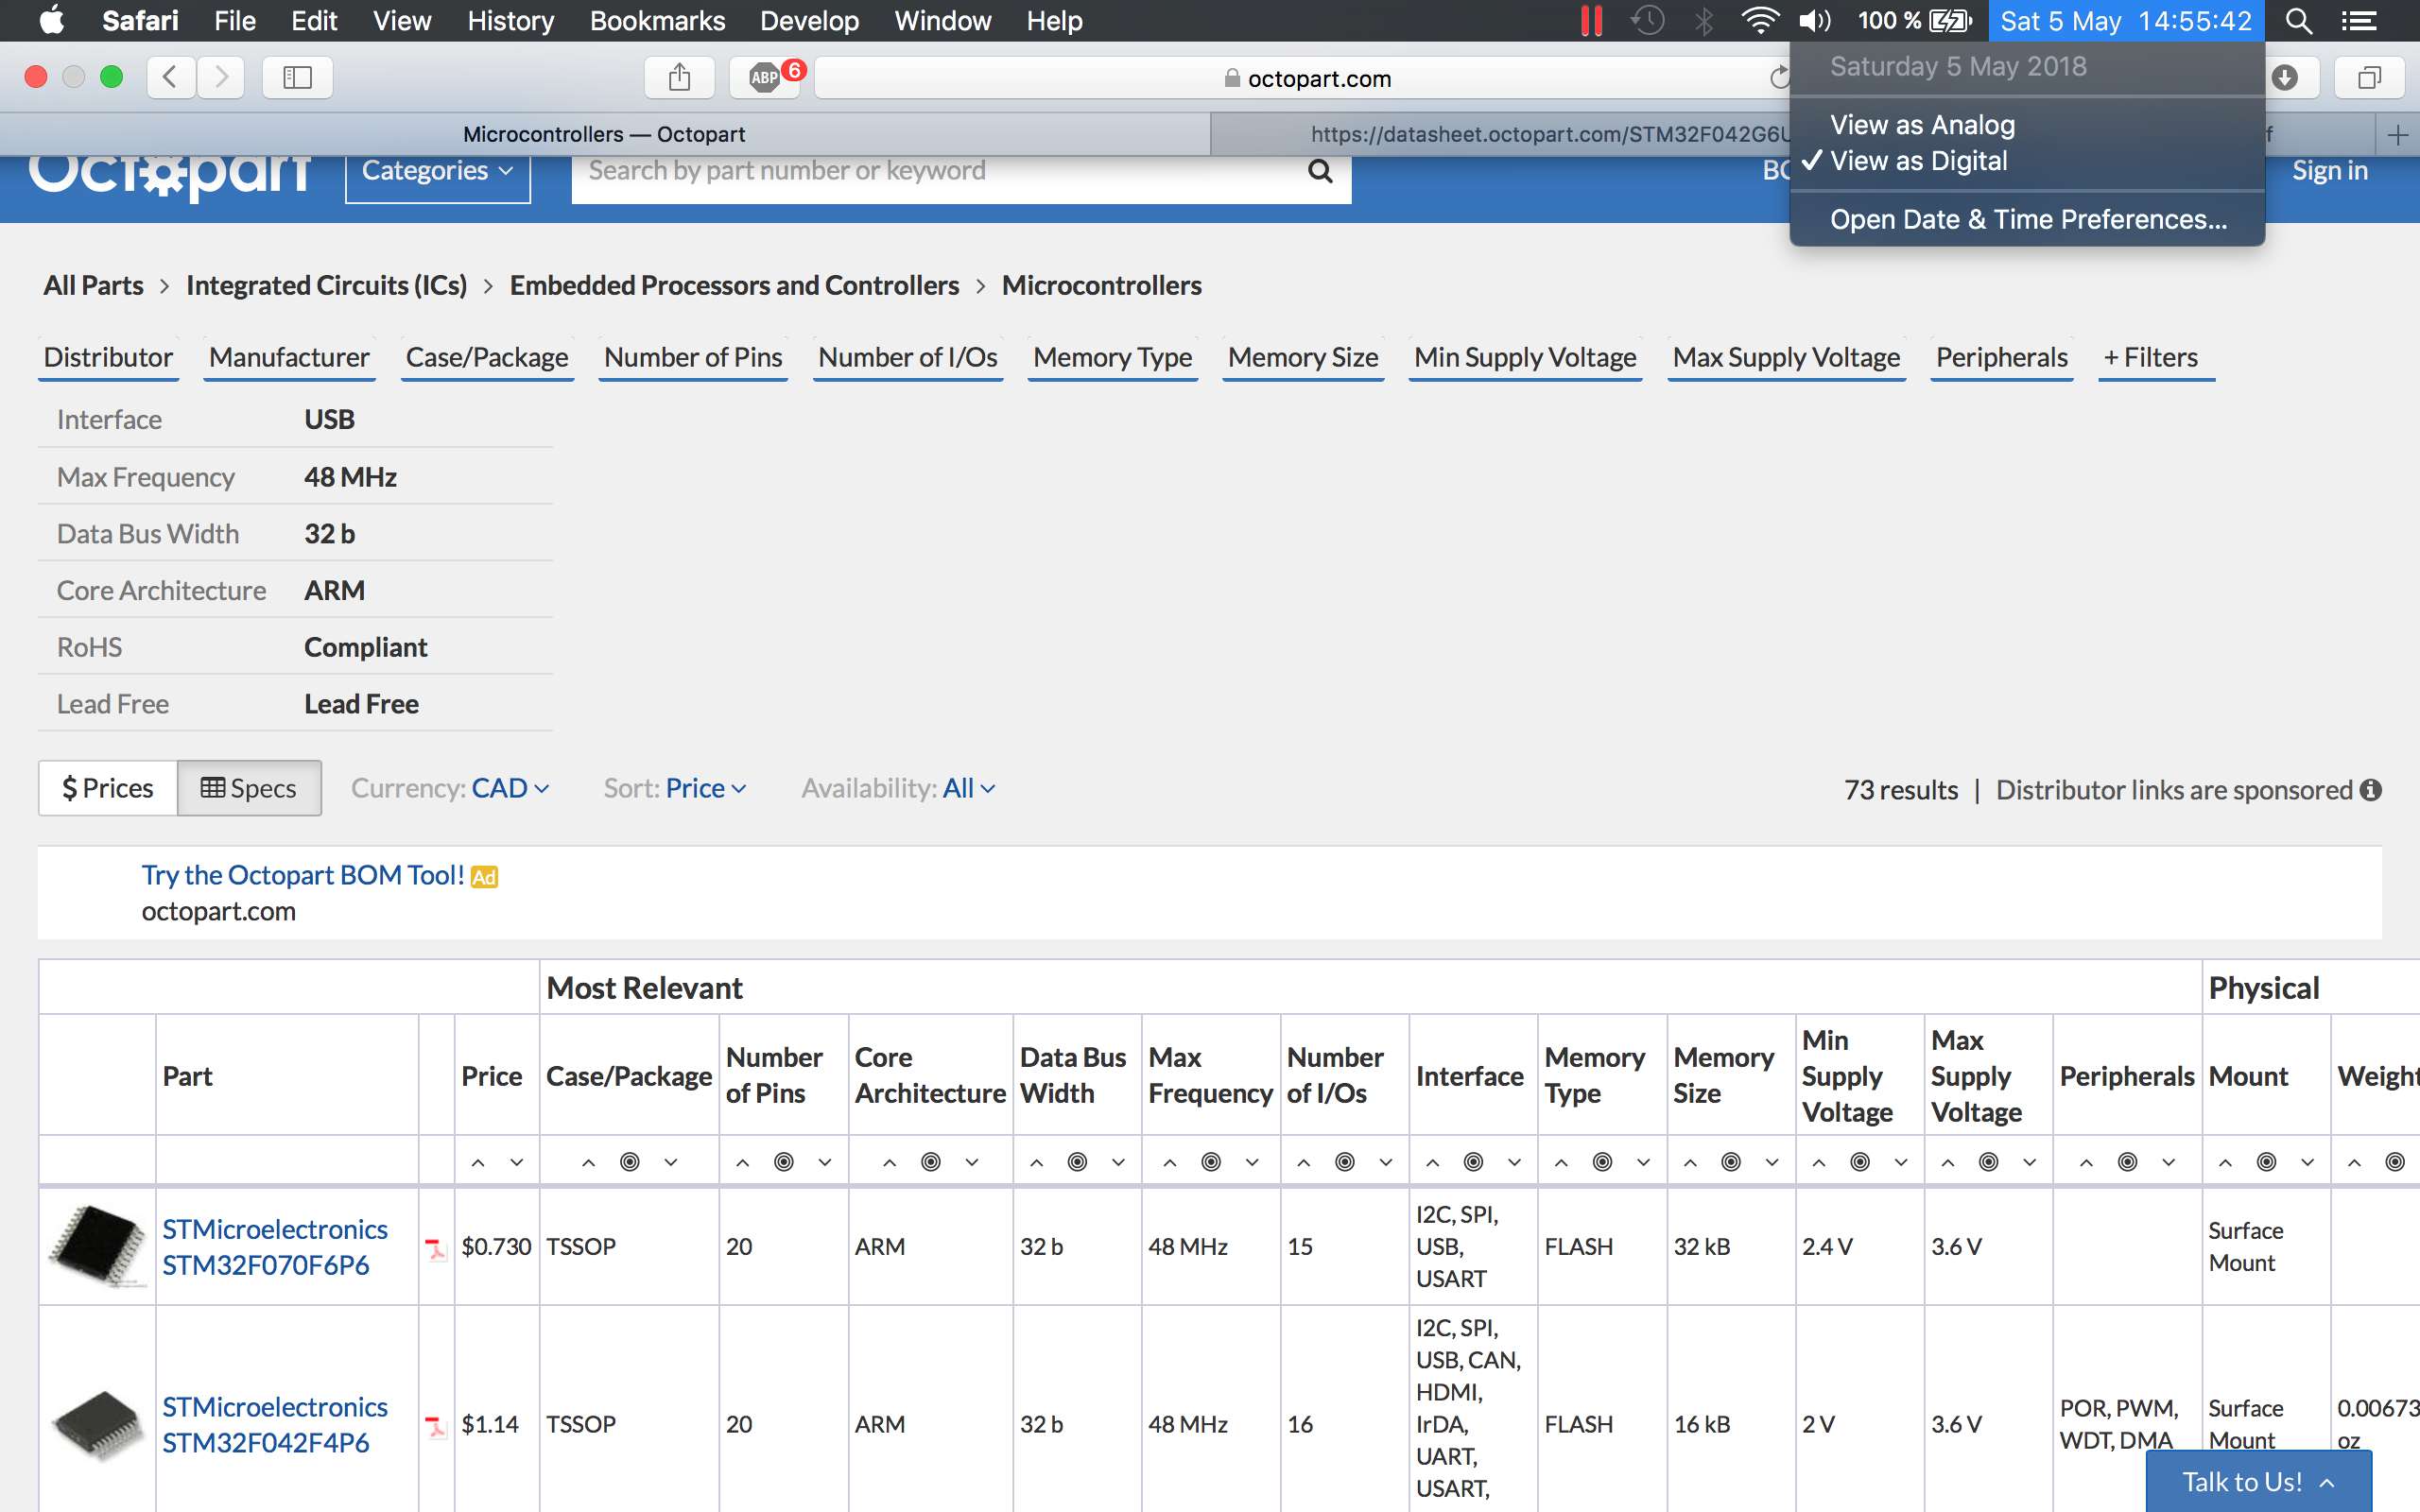 Safari File Edit View History Bookmarks Develop Window Help 100 % Sat 5 May 14:55:42
Saturday 5 May 2018
View as Analog
✓ View as Digital
Open Date & Time Preferences...
ABP 6 octopart.com
Microcontrollers — Octopart https://datasheet.octopart.com/STM32F042G6U
Octopart Categories Search by part number or keyword Sign in
All Parts > Integrated Circuits (ICs) > Embedded Processors and Controllers > Microcontrollers
Distributor Manufacturer Case/Package Number of Pins Number of I/Os Memory Type Memory Size Min Supply Voltage Max Supply Voltage Peripherals + Filters
Interface USB
Max Frequency 48 MHz
Data Bus Width 32 b
Core Architecture ARM
RoHS Compliant
Lead Free Lead Free
$ Prices Specs Currency: CAD Sort: Price Availability: All 73 results | Distributor links are sponsored
Try the Octopart BOM Tool! Ad
octopart.com
Most Relevant Physical
Part Price Case/Package Number of Pins Core Architecture Data Bus Width Max Frequency Number of I/Os Interface Memory Type Memory Size Min Supply Voltage Max Supply Voltage Peripherals Mount Weight
STMicroelectronics STM32F070F6P6 $0.730 TSSOP 20 ARM 32 b 48 MHz 15 I2C, SPI, USB, USART FLASH 32 kB 2.4 V 3.6 V Surface Mount
STMicroelectronics STM32F042F4P6 $1.14 TSSOP 20 ARM 32 b 48 MHz 16 I2C, SPI, USB, CAN, HDMI, IrDA, UART, USART, FLASH 16 kB 2 V 3.6 V POR, PWM, WDT, DMA Surface Mount 0.00673 oz
Talk to Us!